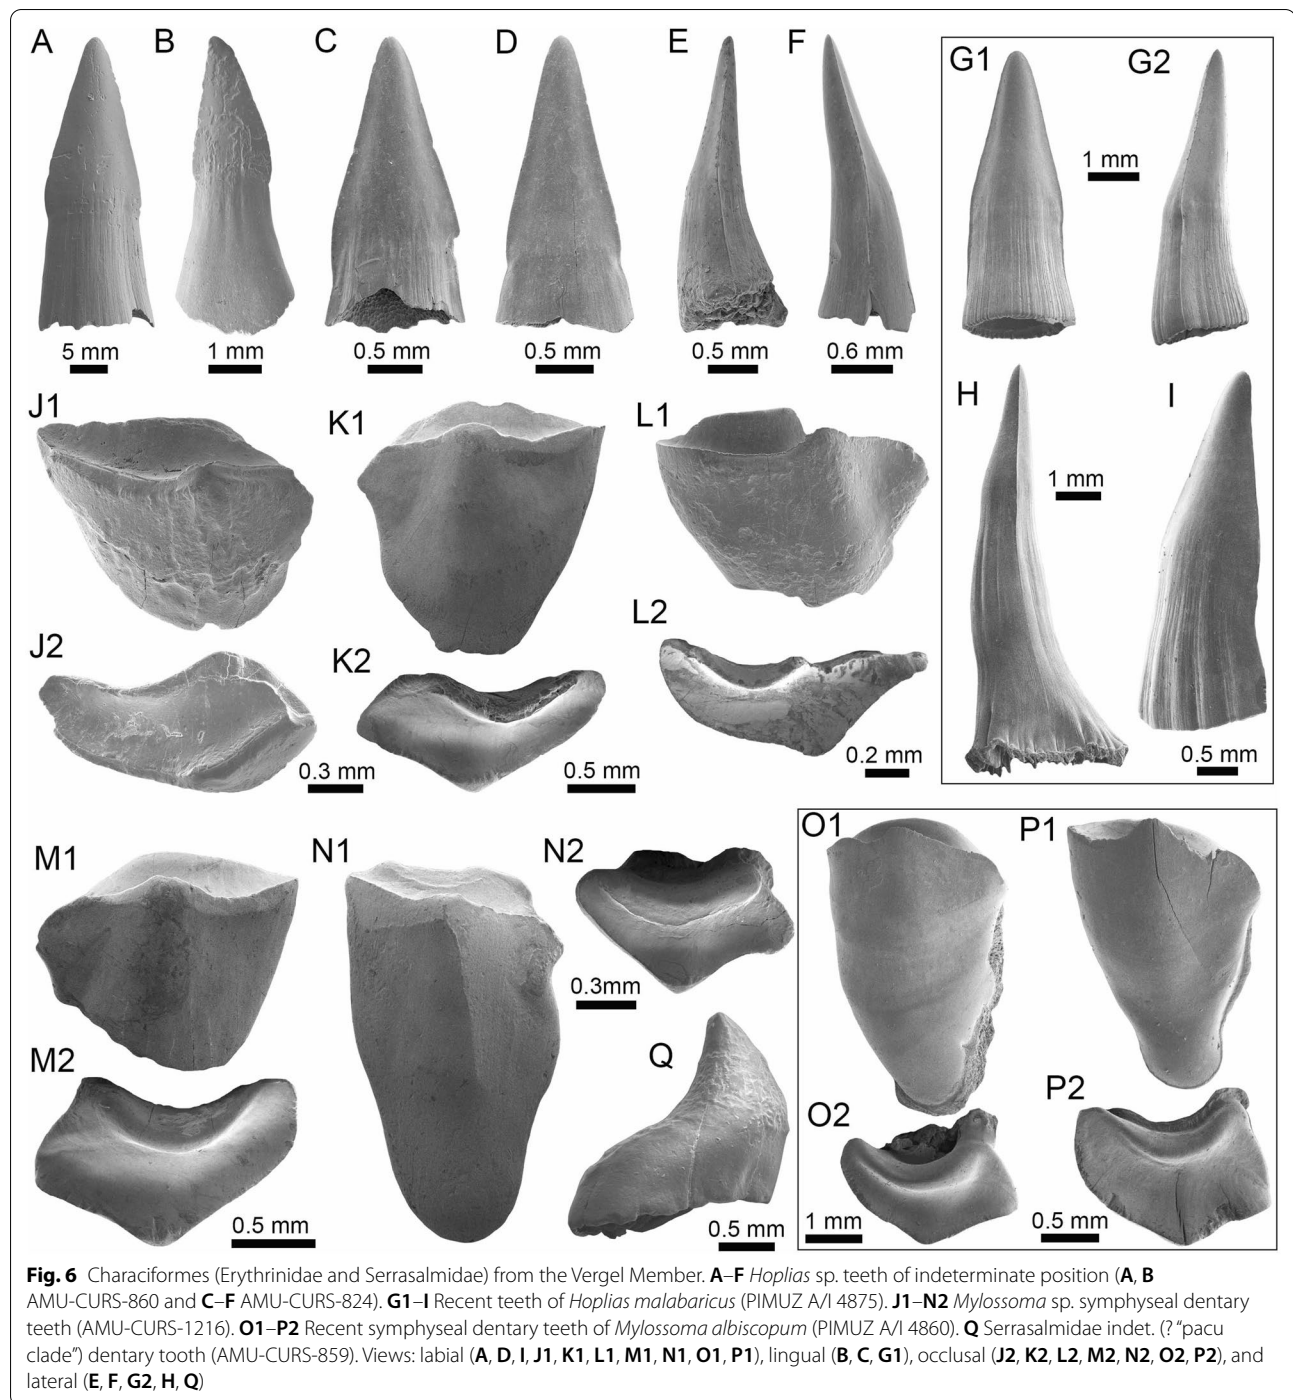 A B C D E F G1 G2
1 mm
5 mm 1 mm 0.5 mm 0.5 mm 0.5 mm 0.6 mm
H I
1 mm
0.5 mm
J1 K1 L1
J2 K2 L2
0.3 mm 0.5 mm 0.2 mm
M1 N1 N2 O1 P1
0.3mm
M2 Q O2 P2
0.5 mm 0.5 mm 1 mm 0.5 mm
Fig. 6 Characiformes (Erythrinidae and Serrasalmidae) from the Vergel Member. A–F Hoplias sp. teeth of indeterminate position (A, B
AMU-CURS-860 and C–F AMU-CURS-824). G1–I Recent teeth of Hoplias malabaricus (PIMUZ A/I 4875). J1–N2 Mylossoma sp. symphyseal dentary
teeth (AMU-CURS-1216). O1–P2 Recent symphyseal dentary teeth of Mylossoma albiscopum (PIMUZ A/I 4860). Q Serrasalmidae indet. (? “pacu
clade”) dentary tooth (AMU-CURS-859). Views: labial (A, D, I, J1, K1, L1, M1, N1, O1, P1), lingual (B, C, G1), occlusal (J2, K2, L2, M2, N2, O2, P2), and
lateral (E, F, G2, H, Q)